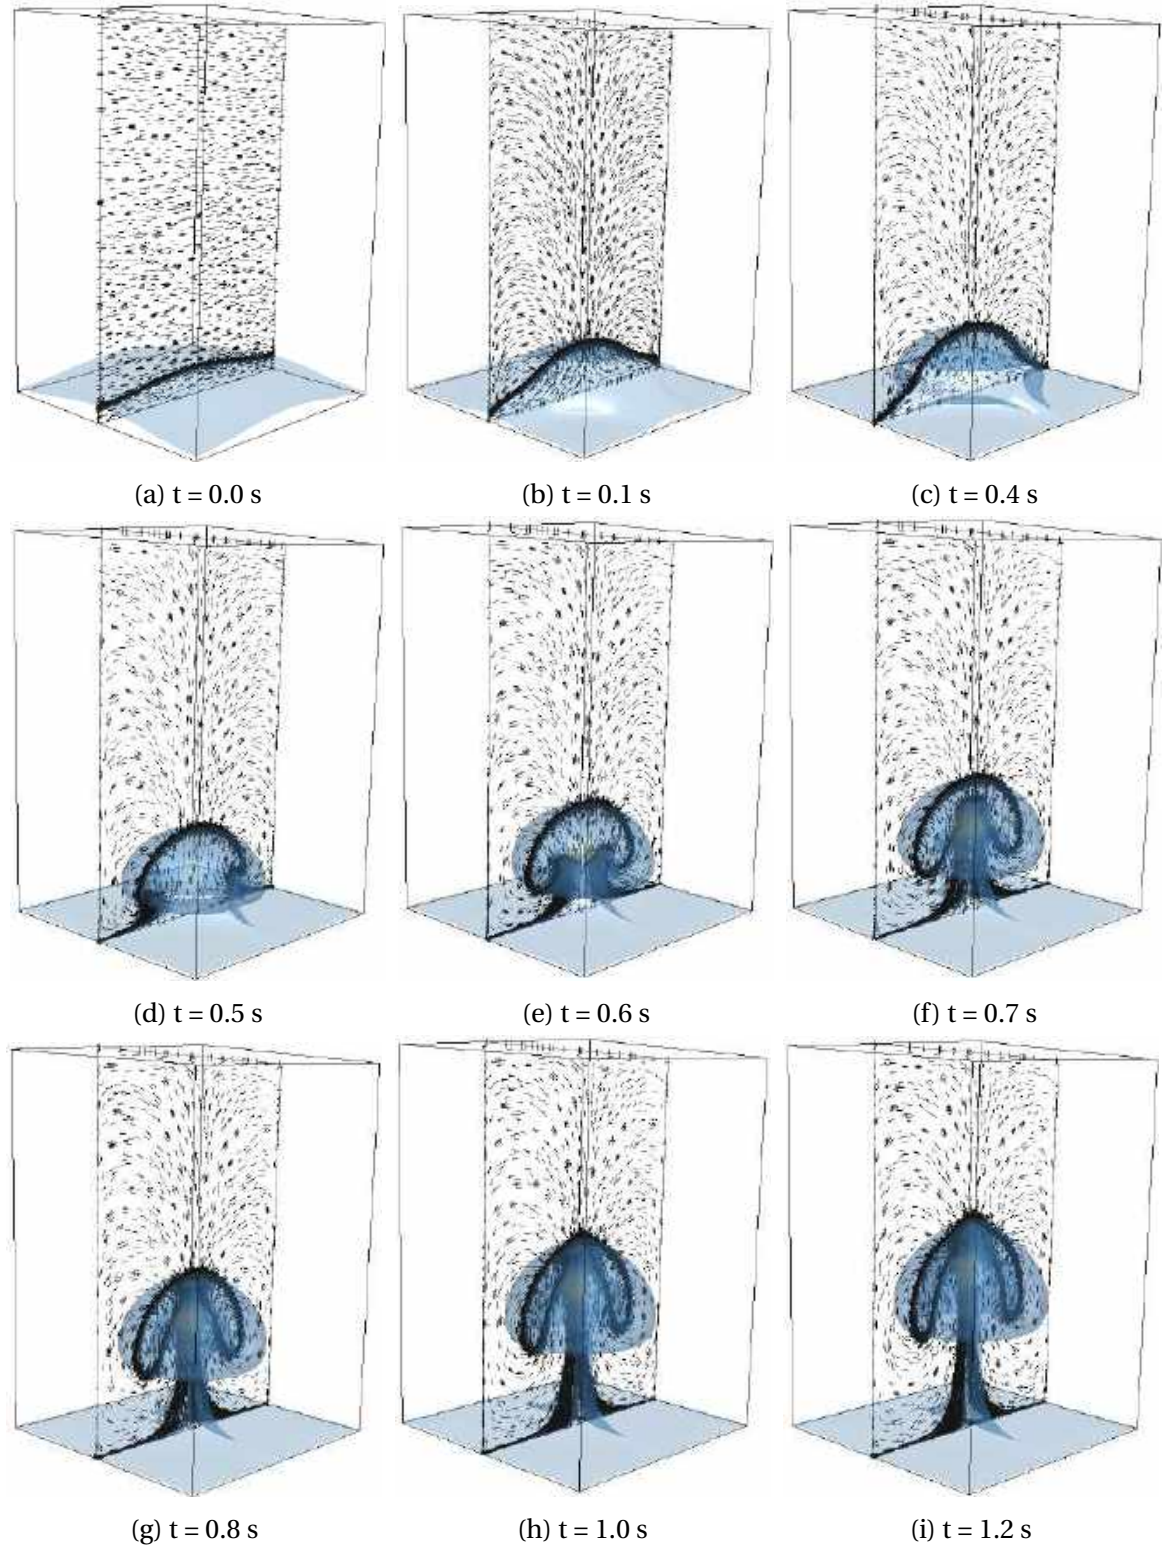 (a) t = 0.0 s
(b) t = 0.1 s
(c) t = 0.4 s
(d) t = 0.5 s
(e) t = 0.6 s
(f) t = 0.7 s
(g) t = 0.8 s
(h) t = 1.0 s
(i) t = 1.2 s